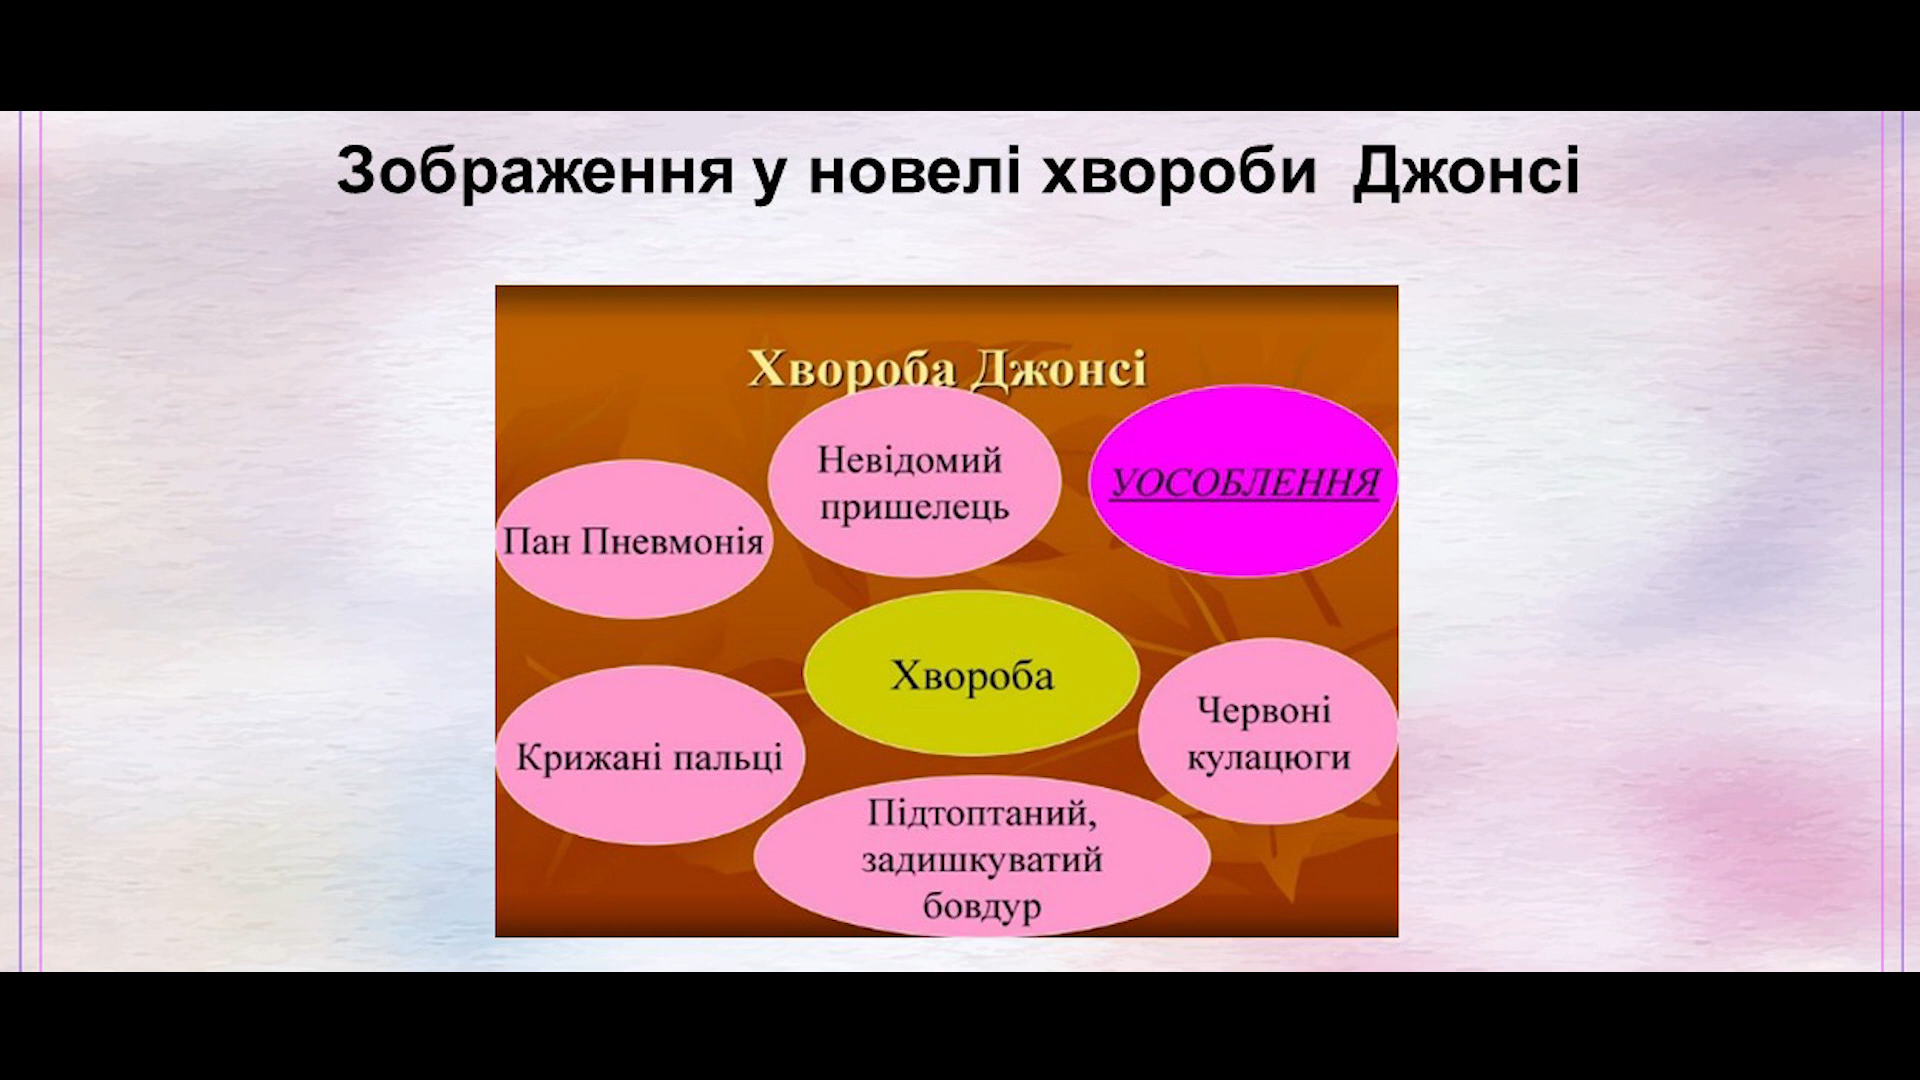 Зображення у новелі хвороби Джонсі
Хвороба Джонсі
Невідомий
пришелець
УОСОБЛЕННЯ
Пан Пневмонія
Хвороба
Червоні
кулацюги
Крижані пальці
Підтоптаний,
задишкуватий
бовдур